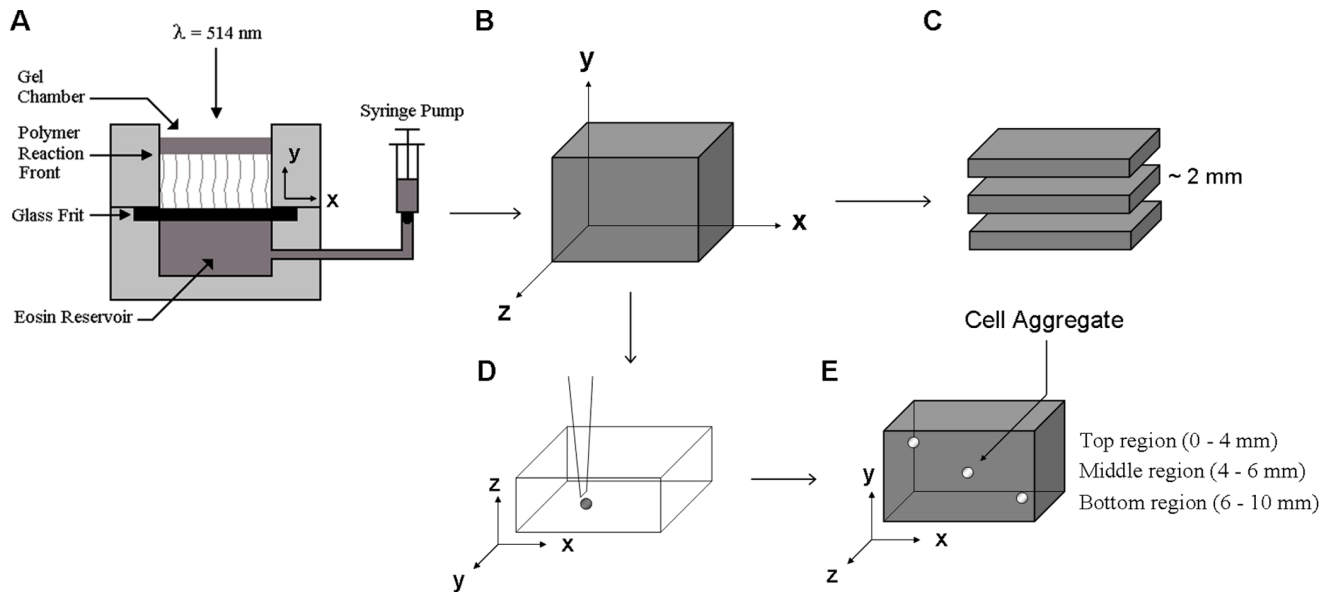 A
λ = 514 nm
Gel
Chamber
Polymer
Reaction
Front
Glass Frit
Eosin Reservoir
Syringe Pump
y
x
B
y
x
z
C
~ 2 mm
D
z
x
y
E
Cell Aggregate
y
x
z
Top region (0 - 4 mm)
Middle region (4 - 6 mm)
Bottom region (6 - 10 mm)